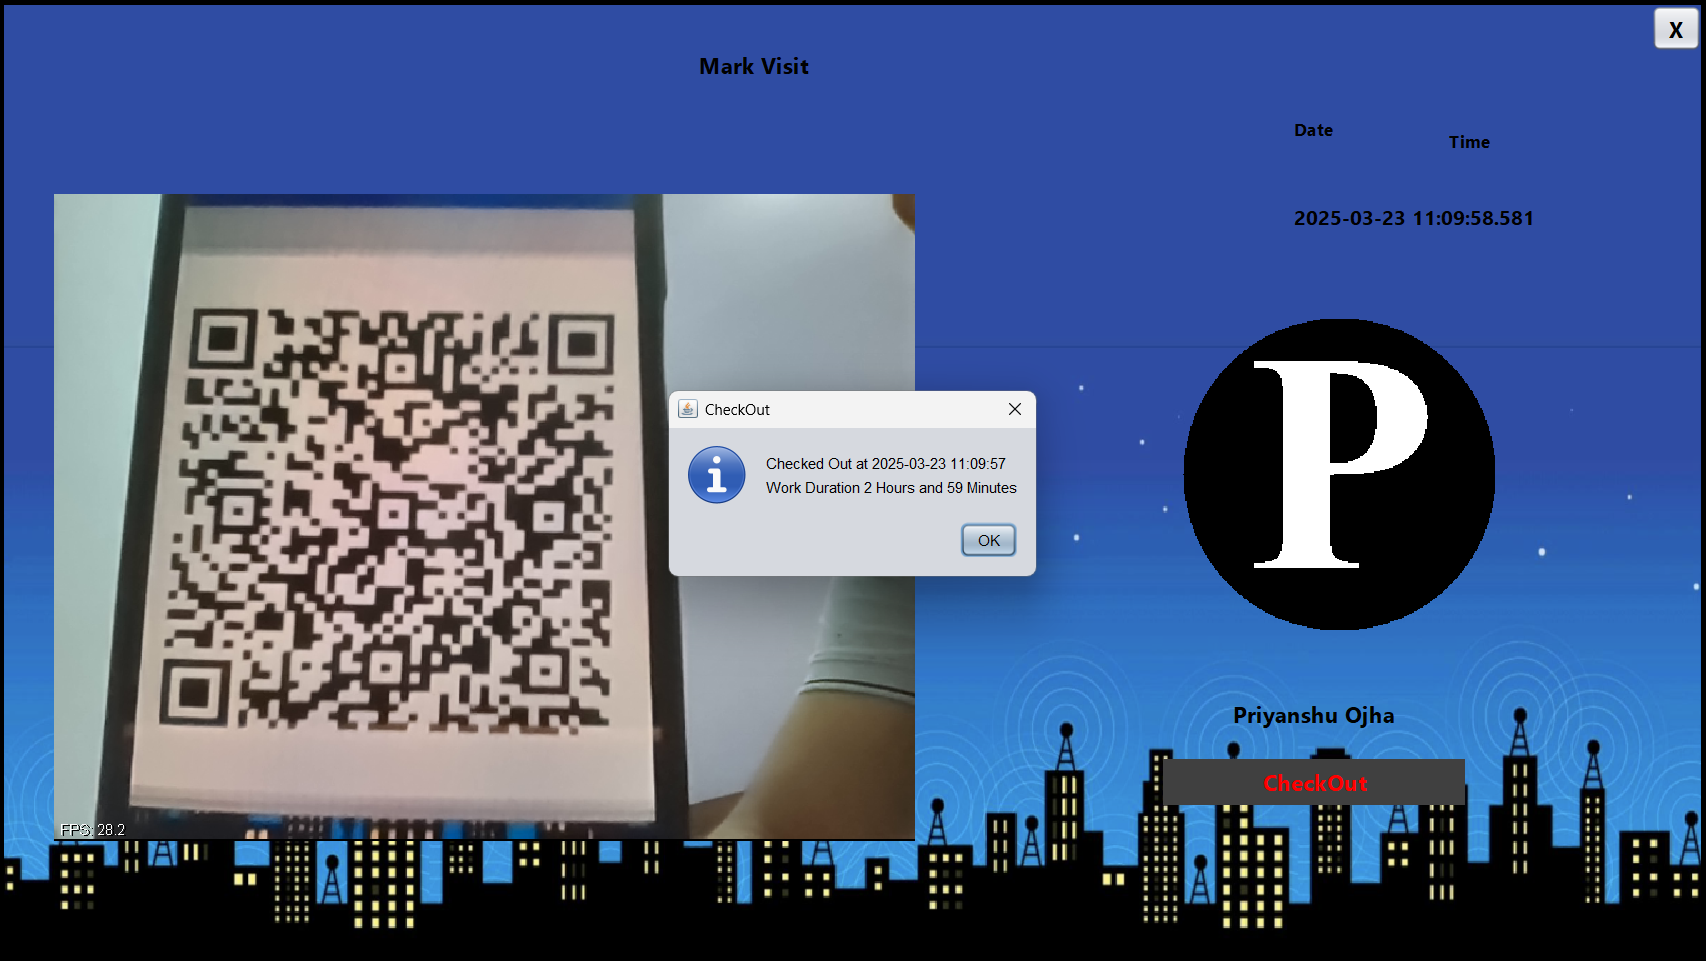 X
Mark Visit
Date
Time
2025-03-23 11:09:58.581
CheckOut
Checked Out at 2025-03-23 11:09:57
Work Duration 2 Hours and 59 Minutes
OK
P
Priyanshu Ojha
CheckOut
FPS: 28.2